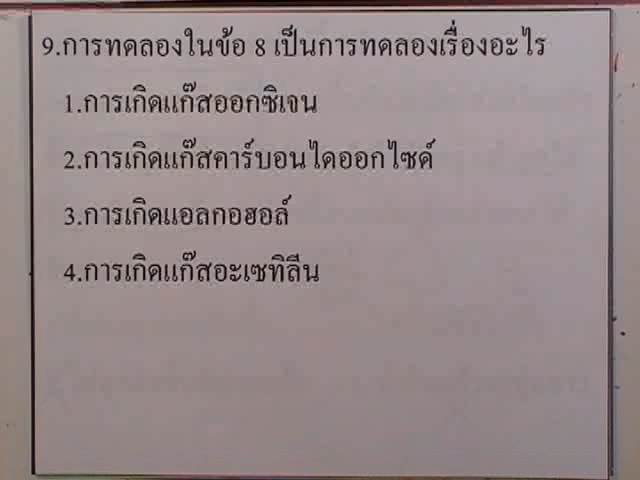 9.การทดลองในข้อ 8 เป็นการทดลองเรื่องอะไร
1.การเกิดแก๊สออกซิเจน
2.การเกิดแก๊สคาร์บอนไดออกไซด์
3.การเกิดแอลกอฮอล์
4.การเกิดแก๊สอะเซทิลีน